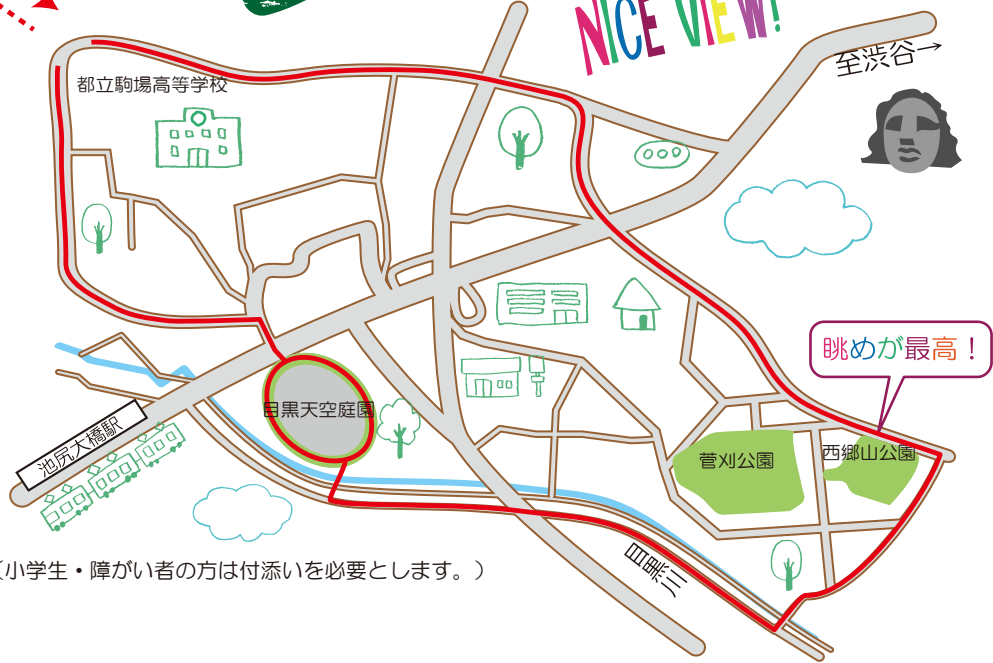 NICE VIEW!
至渋谷→
都立駒場高等学校
眺めが最高！
目黒天空庭園
池尻大橋駅
菅刈公園
西郷山公園
目黒川
（小学生・障がい者の方は付添いを必要とします。）